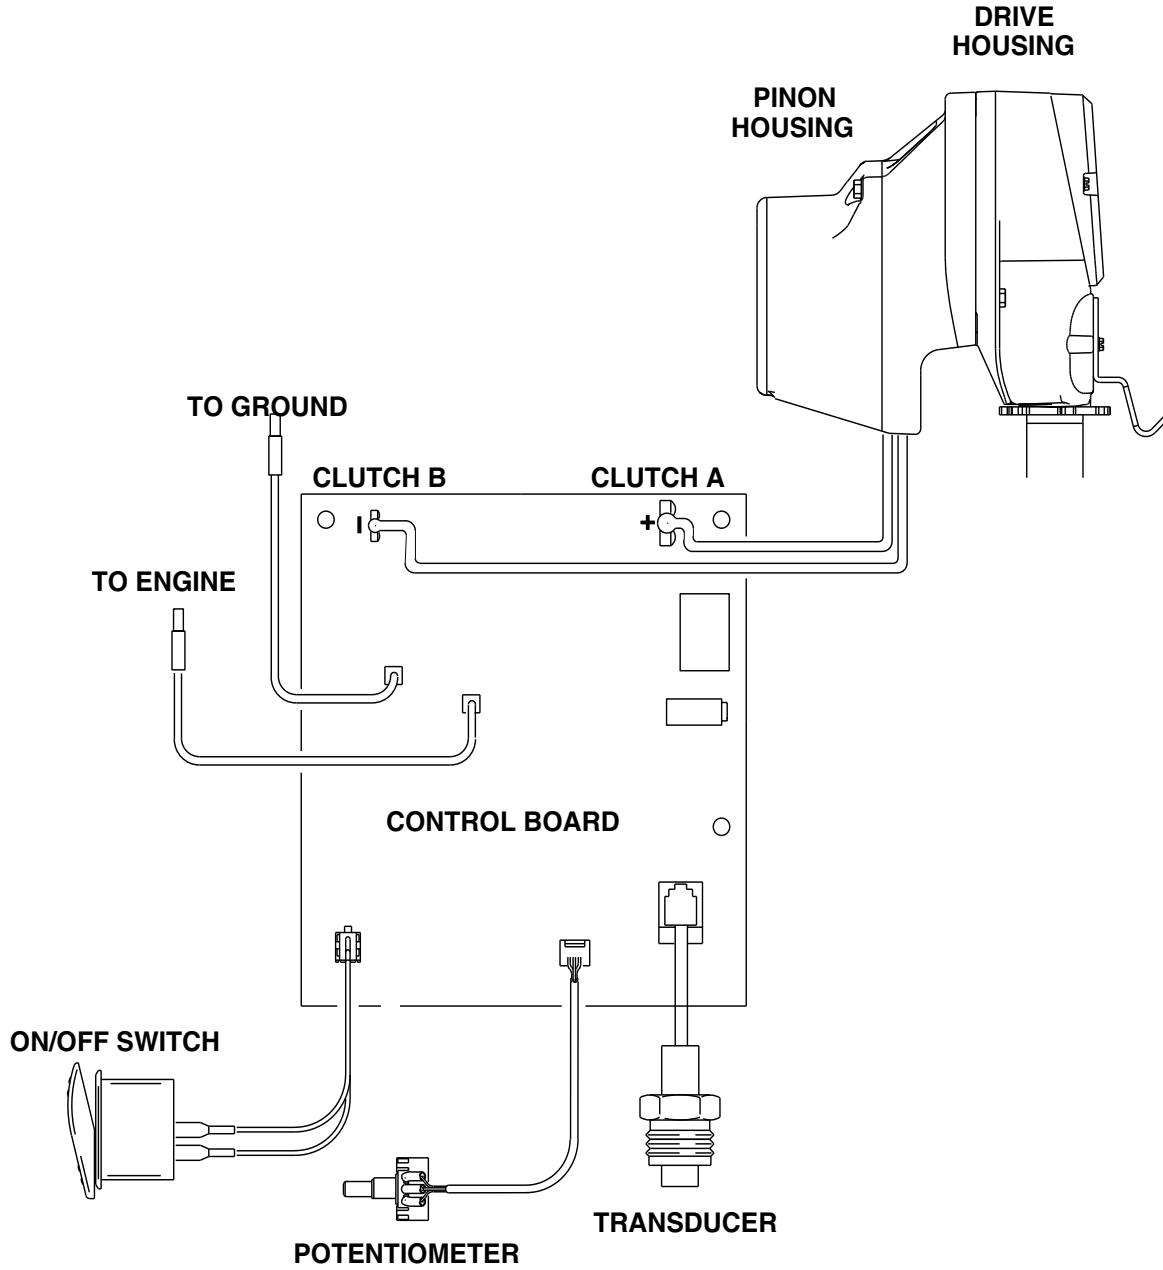 DRIVE
HOUSING
PINON
HOUSING
TO GROUND
CLUTCH B
CLUTCH A
–
+
TO ENGINE
CONTROL BOARD
ON/OFF SWITCH
TRANSDUCER
POTENTIOMETER